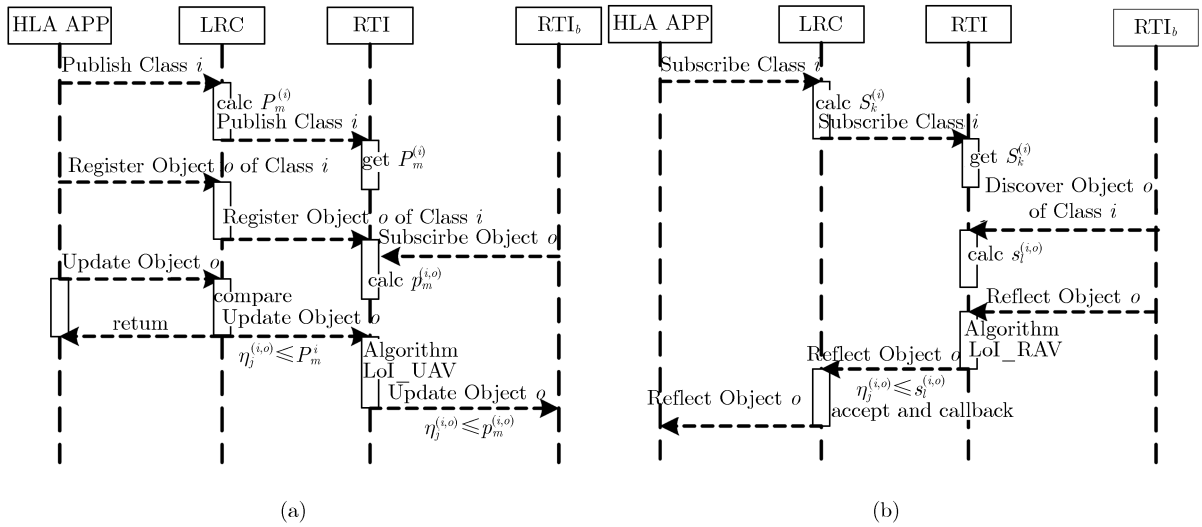 HLA APP
LRC
RTI
RTI_b
Publish Class i
calc P_m^{(i)}
Publish Class i
get P_m^{(i)}
Register Object o of Class i
Register Object o of Class i
Subscirbe Object o
calc p_m^{(i,o)}
Update Object o
compare
Update Object o
retum
η_j^{(i,o)}≤P_m^i
Algorithm
LoI_UAV
Update Object o
η_j^{(i,o)}≤p_m^{(i,o)}
(a)
HLA APP
LRC
RTI
RTI_b
Subscribe Class i
calc S_k^{(i)}
Subscribe Class i
get S_k^{(i)}
Discover Object o
of Class i
calc s_l^{(i,o)}
Reflect Object o
Algorithm
LoI_RAV
Reflect Object o
η_j^{(i,o)}≤s_l^{(i,o)}
Reflect Object o
accept and callback
(b)